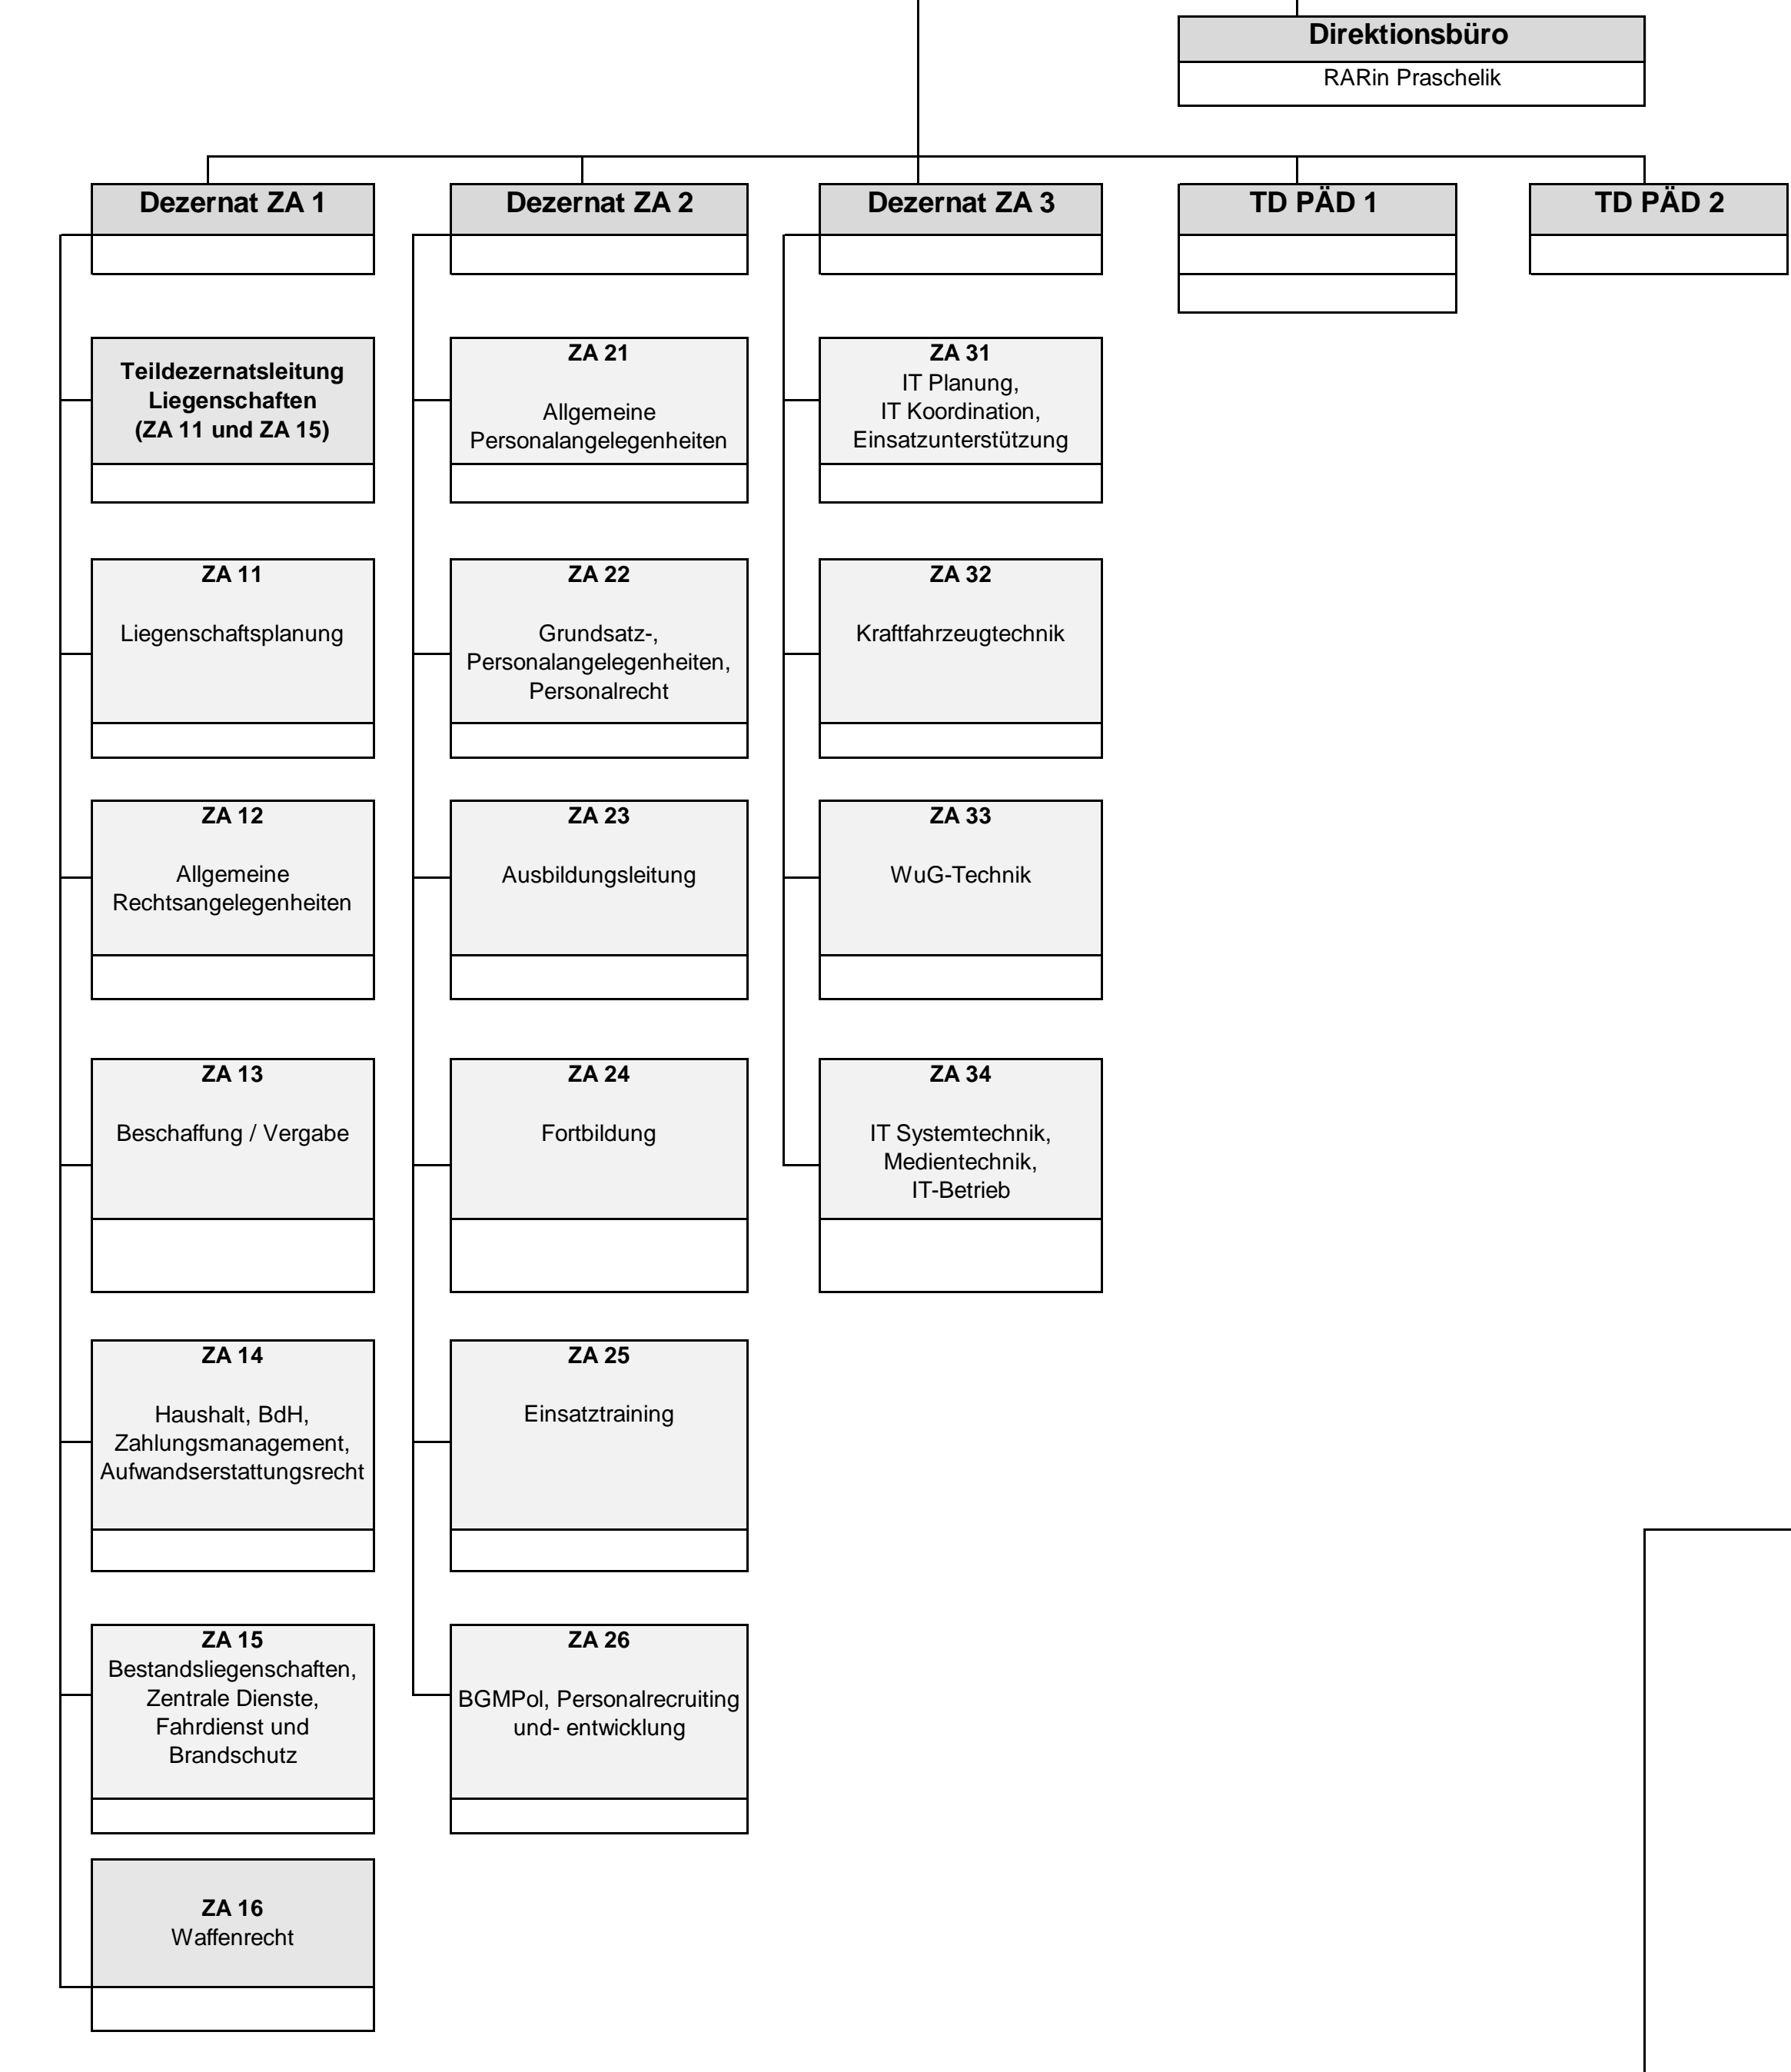 Direktionsbüro
RARin Praschelik
Dezernat ZA 1
Dezernat ZA 2
Dezernat ZA 3
TD PÄD 1
TD PÄD 2
Teildezernatsleitung
Liegenschaften
(ZA 11 und ZA 15)
ZA 11
Liegenschaftsplanung
ZA 12
Allgemeine
Rechtsangelegenheiten
ZA 13
Beschaffung / Vergabe
ZA 14
Haushalt, BdH,
Zahlungsmanagement,
Aufwandserstattungsrecht
ZA 15
Bestandsliegenschaften,
Zentrale Dienste,
Fahrdienst und
Brandschutz
ZA 16
Waffenrecht
ZA 21
Allgemeine
Personalangelegenheiten
ZA 22
Grundsatz-,
Personalangelegenheiten,
Personalrecht
ZA 23
Ausbildungsleitung
ZA 24
Fortbildung
ZA 25
Einsatztraining
ZA 26
BGMPol, Personalrecruiting
und- entwicklung
ZA 31
IT Planung,
IT Koordination,
Einsatzunterstützung
ZA 32
Kraftfahrzeugtechnik
ZA 33
WuG-Technik
ZA 34
IT Systemtechnik,
Medientechnik,
IT-Betrieb